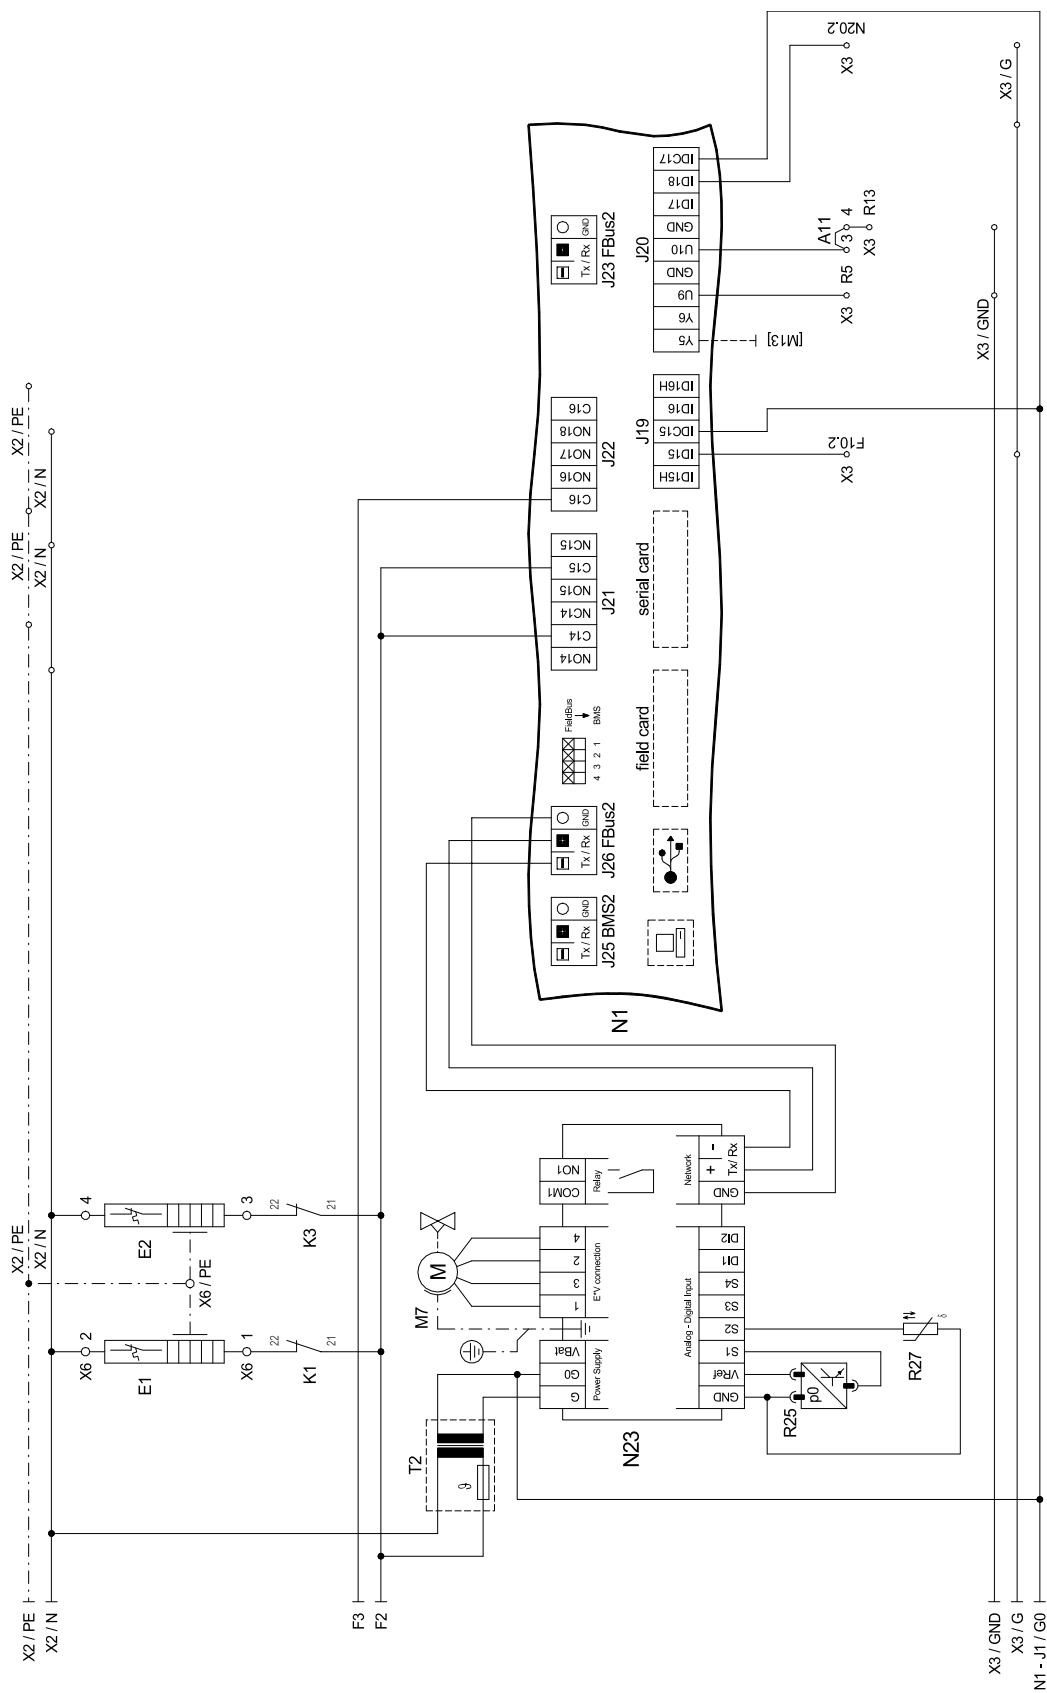 X2 / PE
X2 / N
F3
F2
X3 / GND
X3 / G
N1 - J1 / G0
T2
ϑ
X6
2
E1
X6
1
22
21
K1
X2 / PE
X2 / N
X6 / PE
4
E2
3
22
21
K3
M7
M
N23
G
G0
VBat
Power Supply
1
3
2
4
E*V connection
COM1
NO1
Relay
GND
VRef
S1
S2
S3
S4
DI1
DI2
Analog - Digital Input
GND
+
-
Tx/ Rx
Network
R25
p0
R27
δ
N1
J25 BMS2
Tx / Rx
GND
J26 FBus2
Tx / Rx
GND
4 3 2 1
FieldBus
BMS
field card
serial card
J21
NO14
C14
NC14
NO15
C15
NC15
J22
C16
NO16
NO17
NO18
C16
J23 FBus2
Tx / Rx
GND
J19
ID15H
ID15
IDC15
ID16
ID16H
J20
Y5
Y6
U9
GND
U10
GND
ID17
ID18
IDC17
[M13]
X3
F10.2
X3
R5
A11
3
4
X3
R13
X3
N20.2
X3 / GND
X3 / G
X2 / PE
X2 / N
X2 / PE
X2 / N